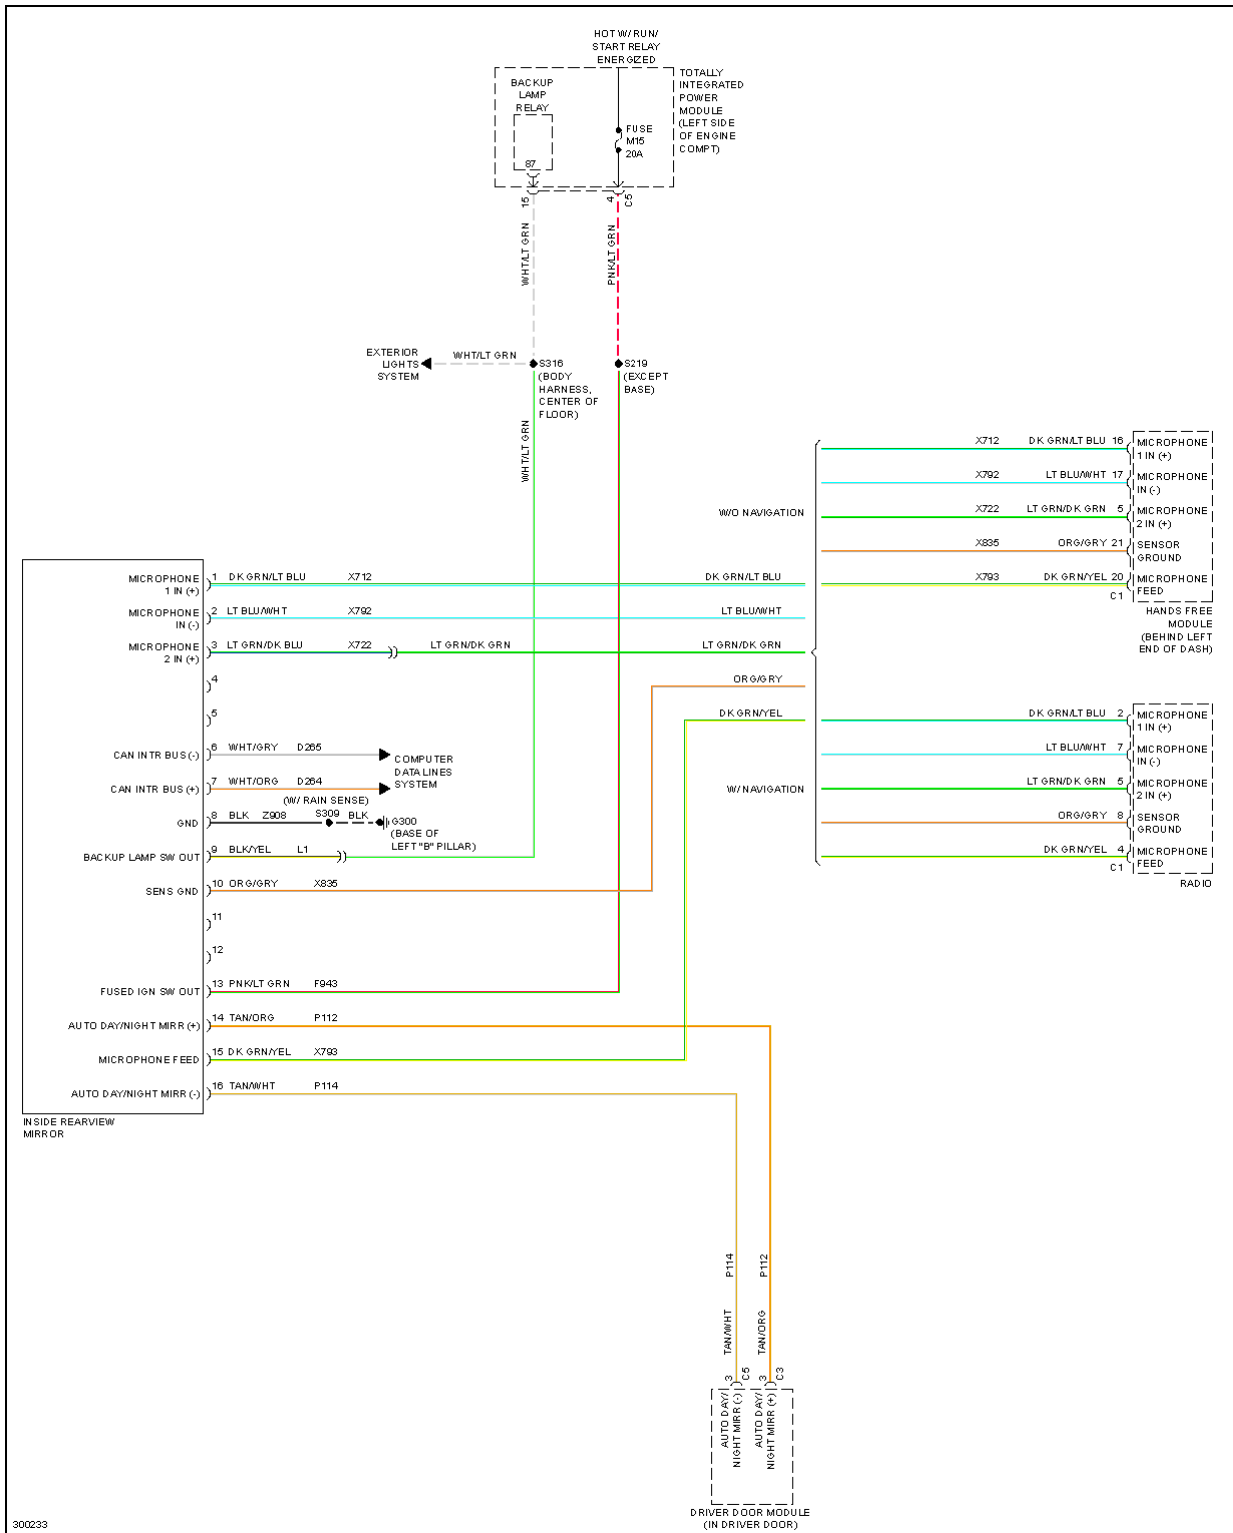 HOT W/ RUN/
START RELAY
ENERGIZED
BACKUP
LAMP
RELAY
87
FUSE
M15
20A
TOTALLY
INTEGRATED
POWER
MODULE
(LEFT SIDE
OF ENGINE
COMPT)
15
4
C5
WHT/LT GRN
PNK/LT GRN
EXTERIOR
LIGHTS
SYSTEM
WHT/LT GRN
S316
(BODY
HARNESS,
CENTER OF
FLOOR)
S219
(EXCEPT
BASE)
WHT/LT GRN
W/O NAVIGATION
X712 DK GRN/LT BLU 16 MICROPHONE
1 IN (+)
X792 LT BLU/WHT 17 MICROPHONE
IN (-)
X722 LT GRN/DK GRN 5 MICROPHONE
2 IN (+)
X835 ORG/GRY 21 SENSOR
GROUND
X793 DK GRN/YEL 20 MICROPHONE
FEED
C1
HANDS FREE
MODULE
(BEHIND LEFT
END OF DASH)
MICROPHONE
1 IN (+)
1 DK GRN/LT BLU X712 DK GRN/LT BLU
MICROPHONE
IN (-)
2 LT BLU/WHT X792 LT BLU/WHT
MICROPHONE
2 IN (+)
3 LT GRN/DK BLU X722 LT GRN/DK GRN LT GRN/DK GRN
4
ORG/GRY
5
DK GRN/YEL
CAN INTR BUS (-) 6 WHT/GRY D265
CAN INTR BUS (+) 7 WHT/ORG D264
COMPUTER
DATA LINES
SYSTEM
(W/ RAIN SENSE)
GND 8 BLK Z908 S309 BLK G300
(BASE OF
LEFT "B" PILLAR)
BACKUP LAMP SW OUT 9 BLK/YEL L1
SENS GND 10 ORG/GRY X835
11
12
FUSED IGN SW OUT 13 PNK/LT GRN F943
AUTO DAY/NIGHT MIRR (+) 14 TAN/ORG P112
MICROPHONE FEED 15 DK GRN/YEL X793
AUTO DAY/NIGHT MIRR (-) 16 TAN/WHT P114
INSIDE REARVIEW
MIRROR
W/ NAVIGATION
DK GRN/LT BLU 2 MICROPHONE
1 IN (+)
LT BLU/WHT 7 MICROPHONE
IN (-)
LT GRN/DK GRN 5 MICROPHONE
2 IN (+)
ORG/GRY 8 SENSOR
GROUND
DK GRN/YEL 4 MICROPHONE
FEED
C1
RADIO
P114
P112
TAN/WHT
TAN/ORG
3
C5
3
C3
AUTO DAY/
NIGHT MIRR (-)
AUTO DAY/
NIGHT MIRR (+)
DRIVER DOOR MODULE
(IN DRIVER DOOR)
300233